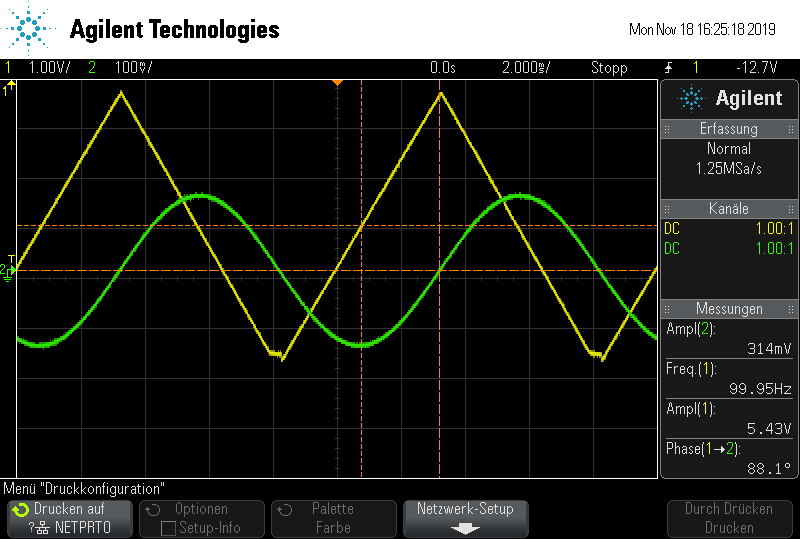 Agilent Technologies
Mon Nov 18 16:25:18 2019
1 1.00V/ 2 100mV/ 0.0s 2.000ms/ Stopp 1 -12.7V
1
T
2
Agilent
Erfassung
Normal
1.25MSa/s
Kanäle
DC 1.00:1
DC 1.00:1
Messungen
Ampl(2):
314mV
Freq.(1):
99.95Hz
Ampl(1):
5.43V
Phase(1→2):
88.1°
Menü "Druckkonfiguration"
Drucken auf
? NETPRT0
Optionen
Setup-Info
Palette
Farbe
Netzwerk-Setup
Durch Drücken
Drucken